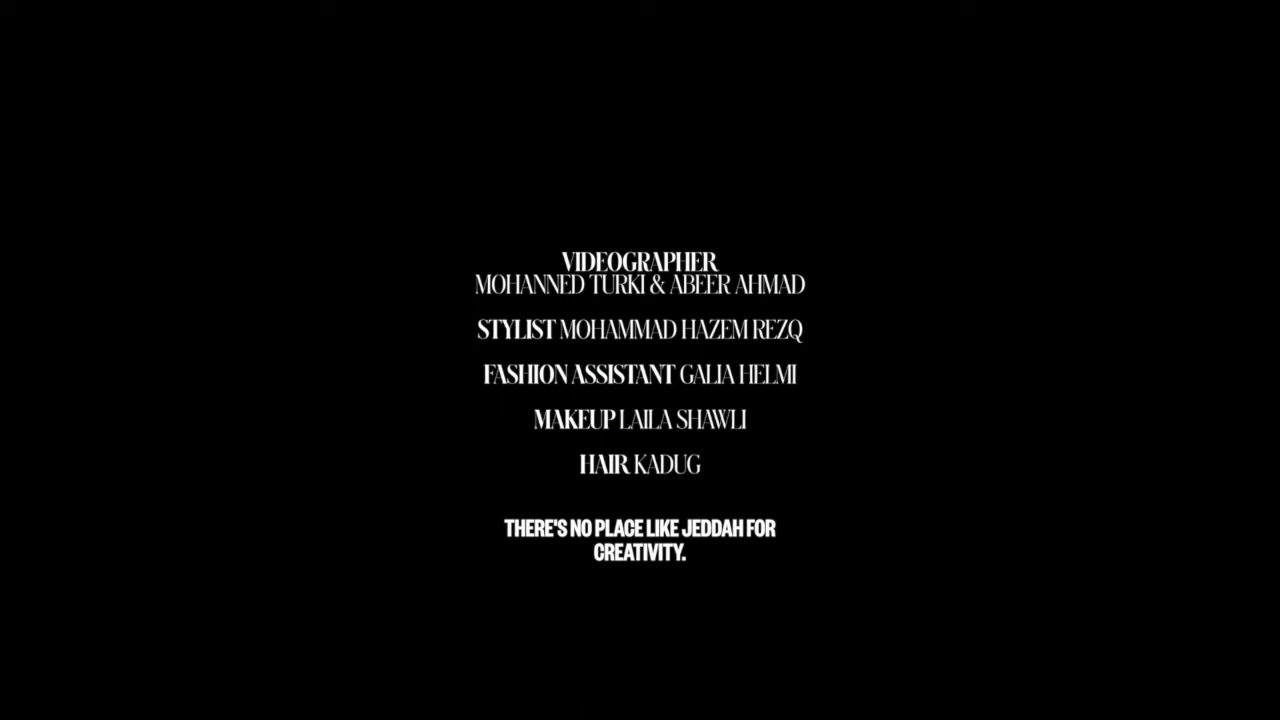 VIDEOGRAPHER
MOHANNED TURKI & ABEER AHMAD
STYLIST MOHAMMAD HAZEM REZQ
FASHION ASSISTANT GALIA HELMI
MAKEUP LAILA SHAWLI
HAIR KADUG
THERE'S NO PLACE LIKE JEDDAH FOR
CREATIVITY.